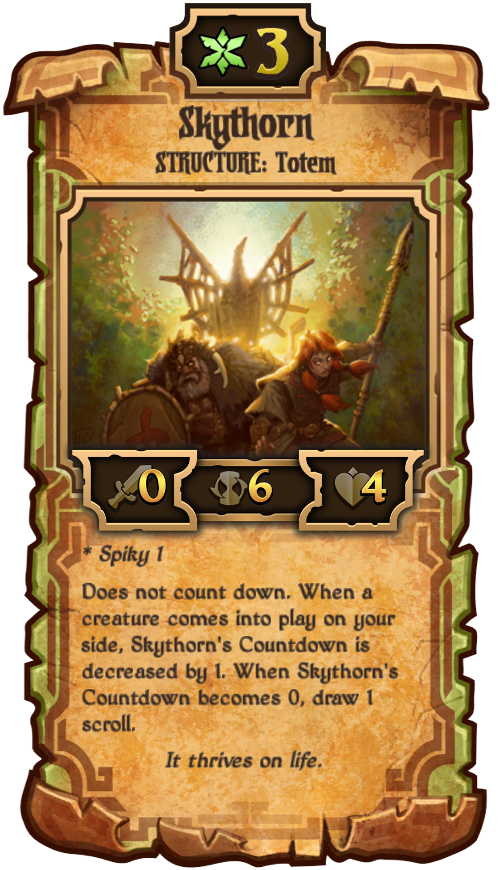 3
Skythorn
STRUCTURE: Totem
0 6 4
* Spiky 1
Does not count down. When a
creature comes into play on your
side, Skythorn's Countdown is
decreased by 1. When Skythorn's
Countdown becomes 0, draw 1
scroll.
It thrives on life.